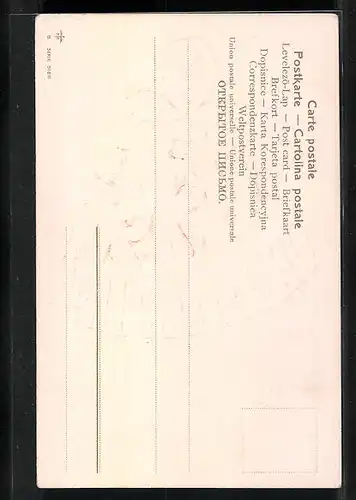 Carte postale
Postkarte — Cartolina postale
Levelező-Lap — Post card — Briefkaart
Brefkort — Tarjeta postal
Dopisnice — Karta Korespondencyjna
Correspondenzkarte — Dopisnica
Weltpostverein
Union postale universelle — Unione postale universale
ОТКРЫТОЕ ПИСЬМО.